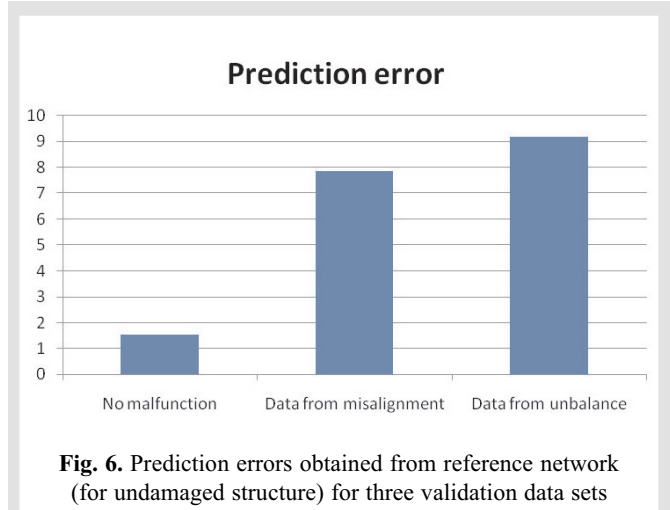 Prediction error
10
9
8
7
6
5
4
3
2
1
0
No malfunction Data from misalignment Data from unbalance
Fig. 6. Prediction errors obtained from reference network
(for undamaged structure) for three validation data sets